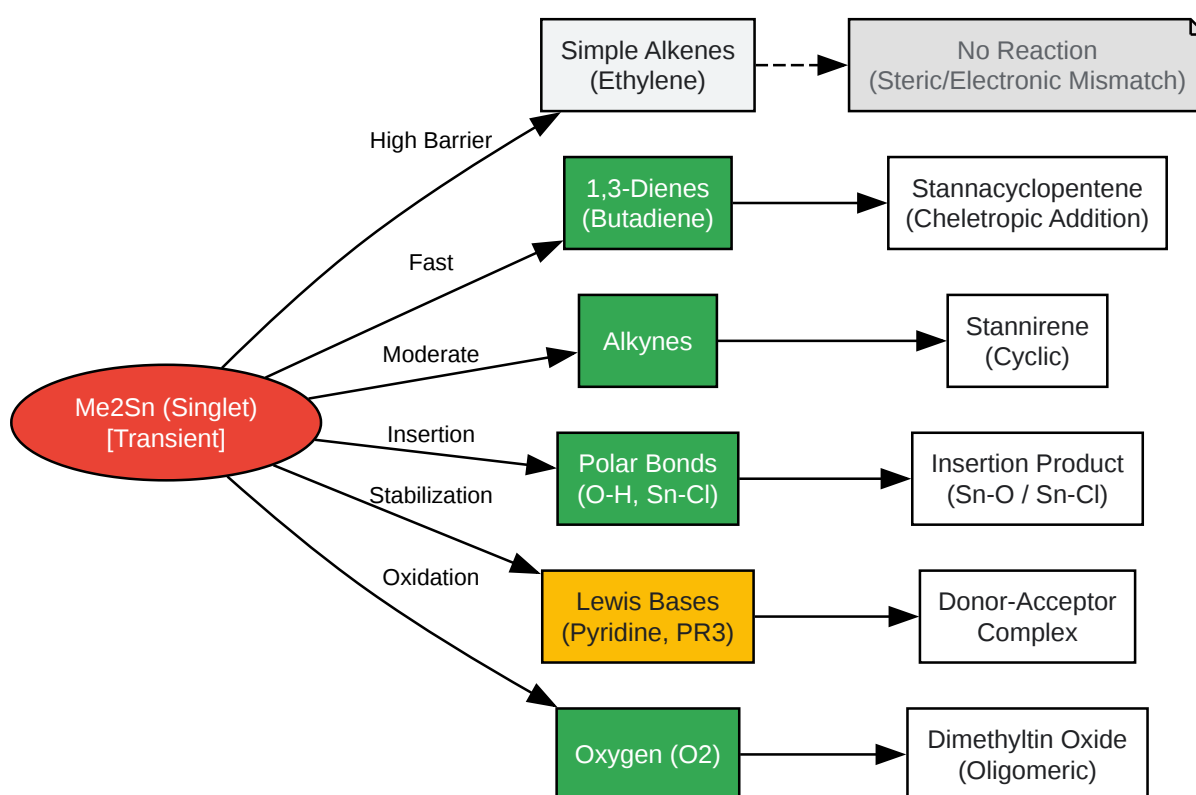 Simple Alkenes
(Ethylene)
No Reaction
(Steric/Electronic Mismatch)
High Barrier
1,3-Dienes
(Butadiene)
Stannacyclopentene
(Cheletropic Addition)
Fast
Alkynes
Stannirene
(Cyclic)
Moderate
Me2Sn (Singlet)
[Transient]
Insertion
Polar Bonds
(O-H, Sn-Cl)
Insertion Product
(Sn-O / Sn-Cl)
Stabilization
Lewis Bases
(Pyridine, PR3)
Donor-Acceptor
Complex
Oxidation
Oxygen (O2)
Dimethyltin Oxide
(Oligomeric)